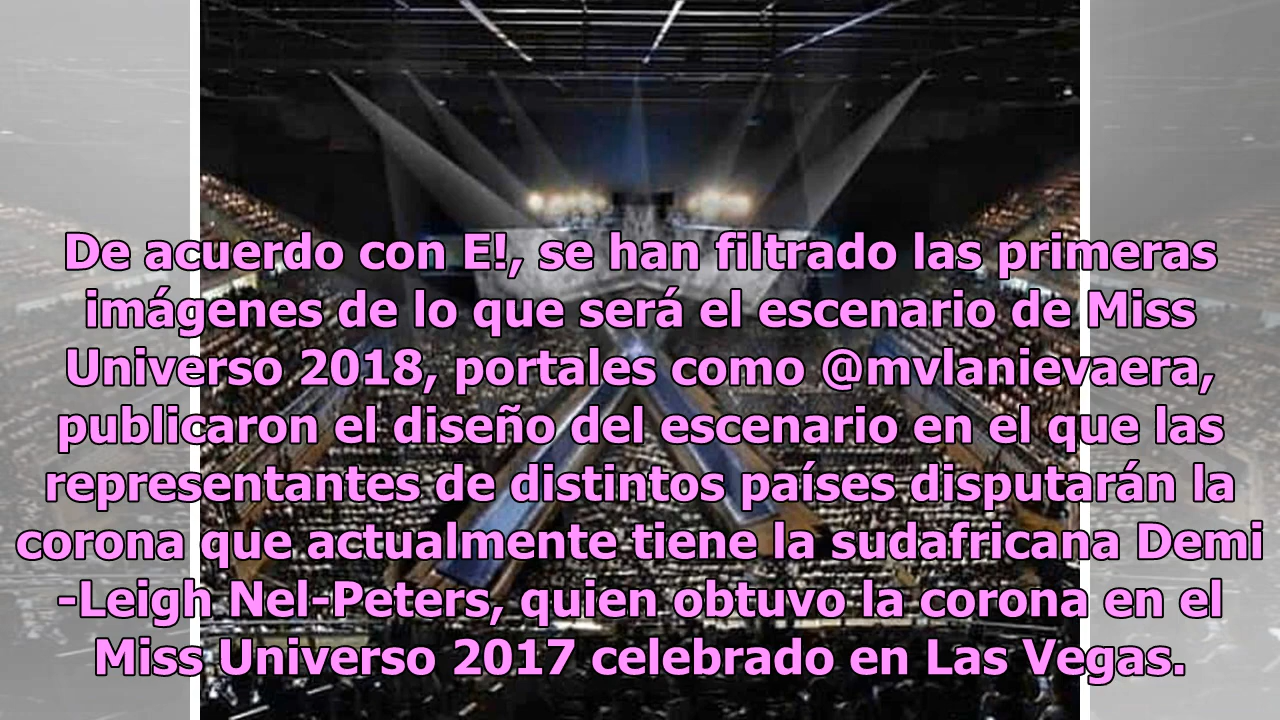 De acuerdo con E!, se han filtrado las primeras
imágenes de lo que será el escenario de Miss
Universo 2018, portales como @mvlanievaera,
publicaron el diseño del escenario en el que las
representantes de distintos países disputarán la
corona que actualmente tiene la sudafricana Demi
-Leigh Nel-Peters, quien obtuvo la corona en el
Miss Universo 2017 celebrado en Las Vegas.